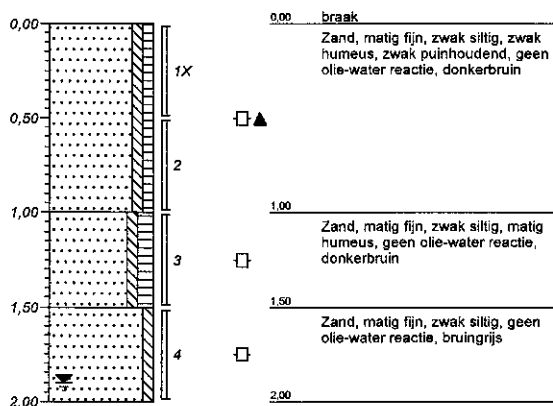 0,00
0,00 braak
Zand, matig fijn, zwak siltig, zwak
humeus, zwak puinhoudend, geen
olie-water reactie, donkerbruin
1X
0,50
2
1,00
1,00
Zand, matig fijn, zwak siltig, matig
humeus, geen olie-water reactie,
donkerbruin
3
1,50
1,50
Zand, matig fijn, zwak siltig, geen
olie-water reactie, bruingrijs
4
2,00
2,00